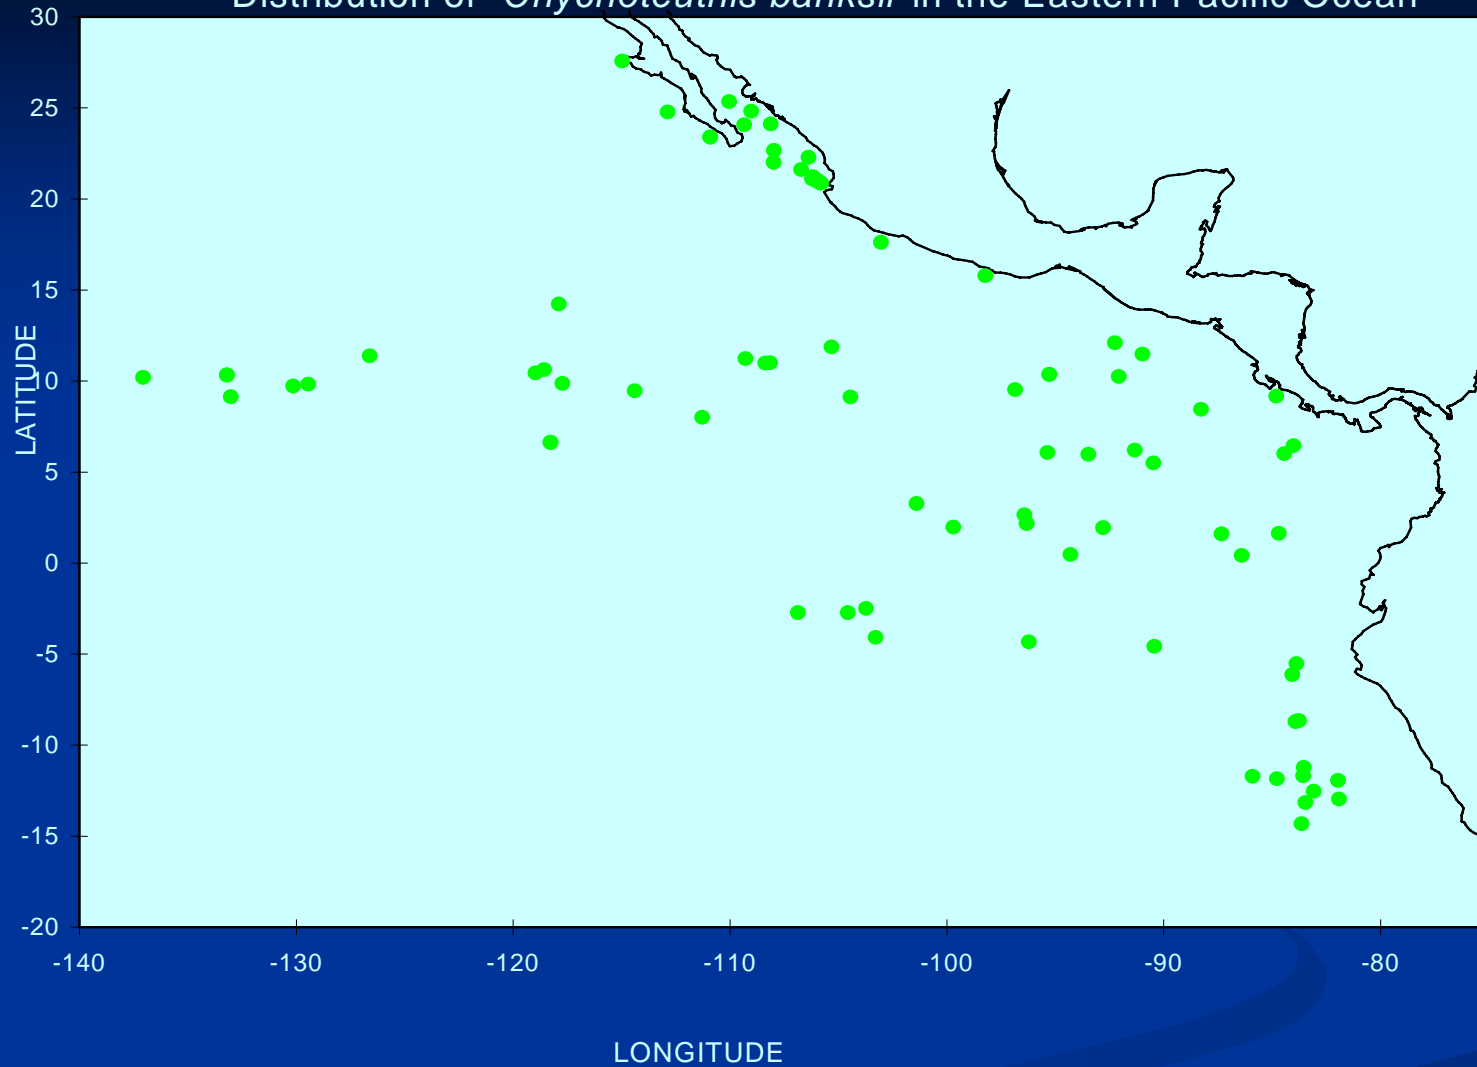 Distribution of Onychoteuthis banksii in the Eastern Pacific Ocean
30
25
20
15
10
5
0
-5
-10
-15
-20
LATITUDE
-140 -130 -120 -110 -100 -90 -80
LONGITUDE